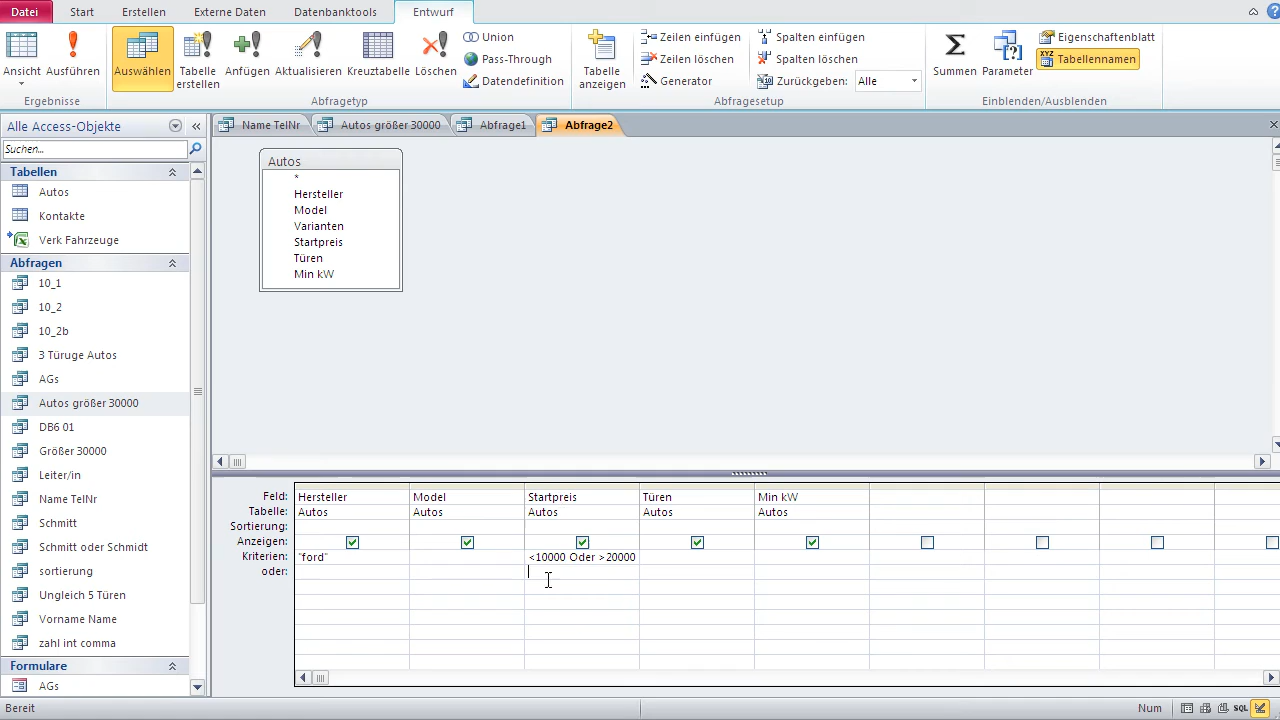 Datei Start Erstellen Externe Daten Datenbanktools Entwurf
Ansicht Ausführen Auswählen Tabelle erstellen Anfügen Aktualisieren Kreuztabelle Löschen
Union
Pass-Through
Datendefinition
Tabelle anzeigen
Zeilen einfügen
Zeilen löschen
Generator
Spalten einfügen
Spalten löschen
Zurückgeben: Alle
Summen Parameter
Eigenschaftenblatt
Tabellennamen
Ergebnisse Abfragetyp Abfragesetup Einblenden/Ausblenden
Alle Access-Objekte
Suchen...
Tabellen
Autos
Kontakte
Verk Fahrzeuge
Abfragen
10_1
10_2
10_2b
3 Türuge Autos
AGs
Autos größer 30000
DB6 01
Größer 30000
Leiter/in
Name TelNr
Schmitt
Schmitt oder Schmidt
sortierung
Ungleich 5 Türen
Vorname Name
zahl int comma
Formulare
AGs
Name TelNr Autos größer 30000 Abfrage1 Abfrage2
Autos
*
Hersteller
Model
Varianten
Startpreis
Türen
Min kW
Feld: Hersteller Model Startpreis Türen Min kW
Tabelle: Autos Autos Autos Autos Autos
Sortierung:
Anzeigen:
Kriterien: "ford" <10000 Oder >20000
oder:
Bereit Num SQL